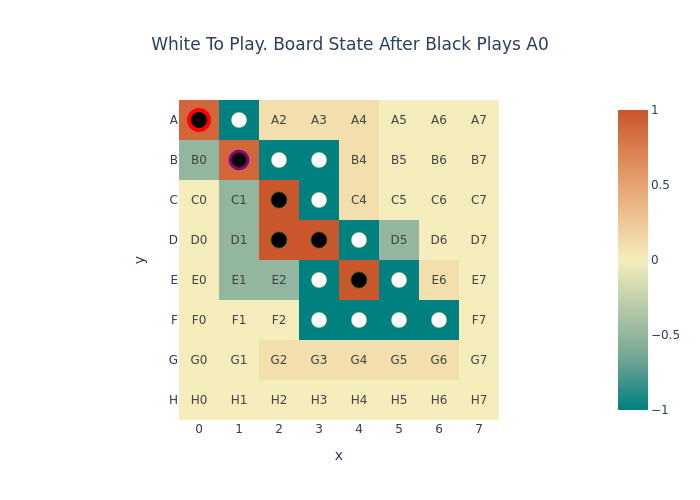 White To Play. Board State After Black Plays A0
A A2 A3 A4 A5 A6 A7
B B0 B4 B5 B6 B7
C C0 C1 C4 C5 C6 C7
D D0 D1 D5 D6 D7
E E0 E1 E2 E6 E7
F F0 F1 F2 F7
G G0 G1 G2 G3 G4 G5 G6 G7
H H0 H1 H2 H3 H4 H5 H6 H7
0 1 2 3 4 5 6 7
x
y
1
0.5
0
−0.5
−1